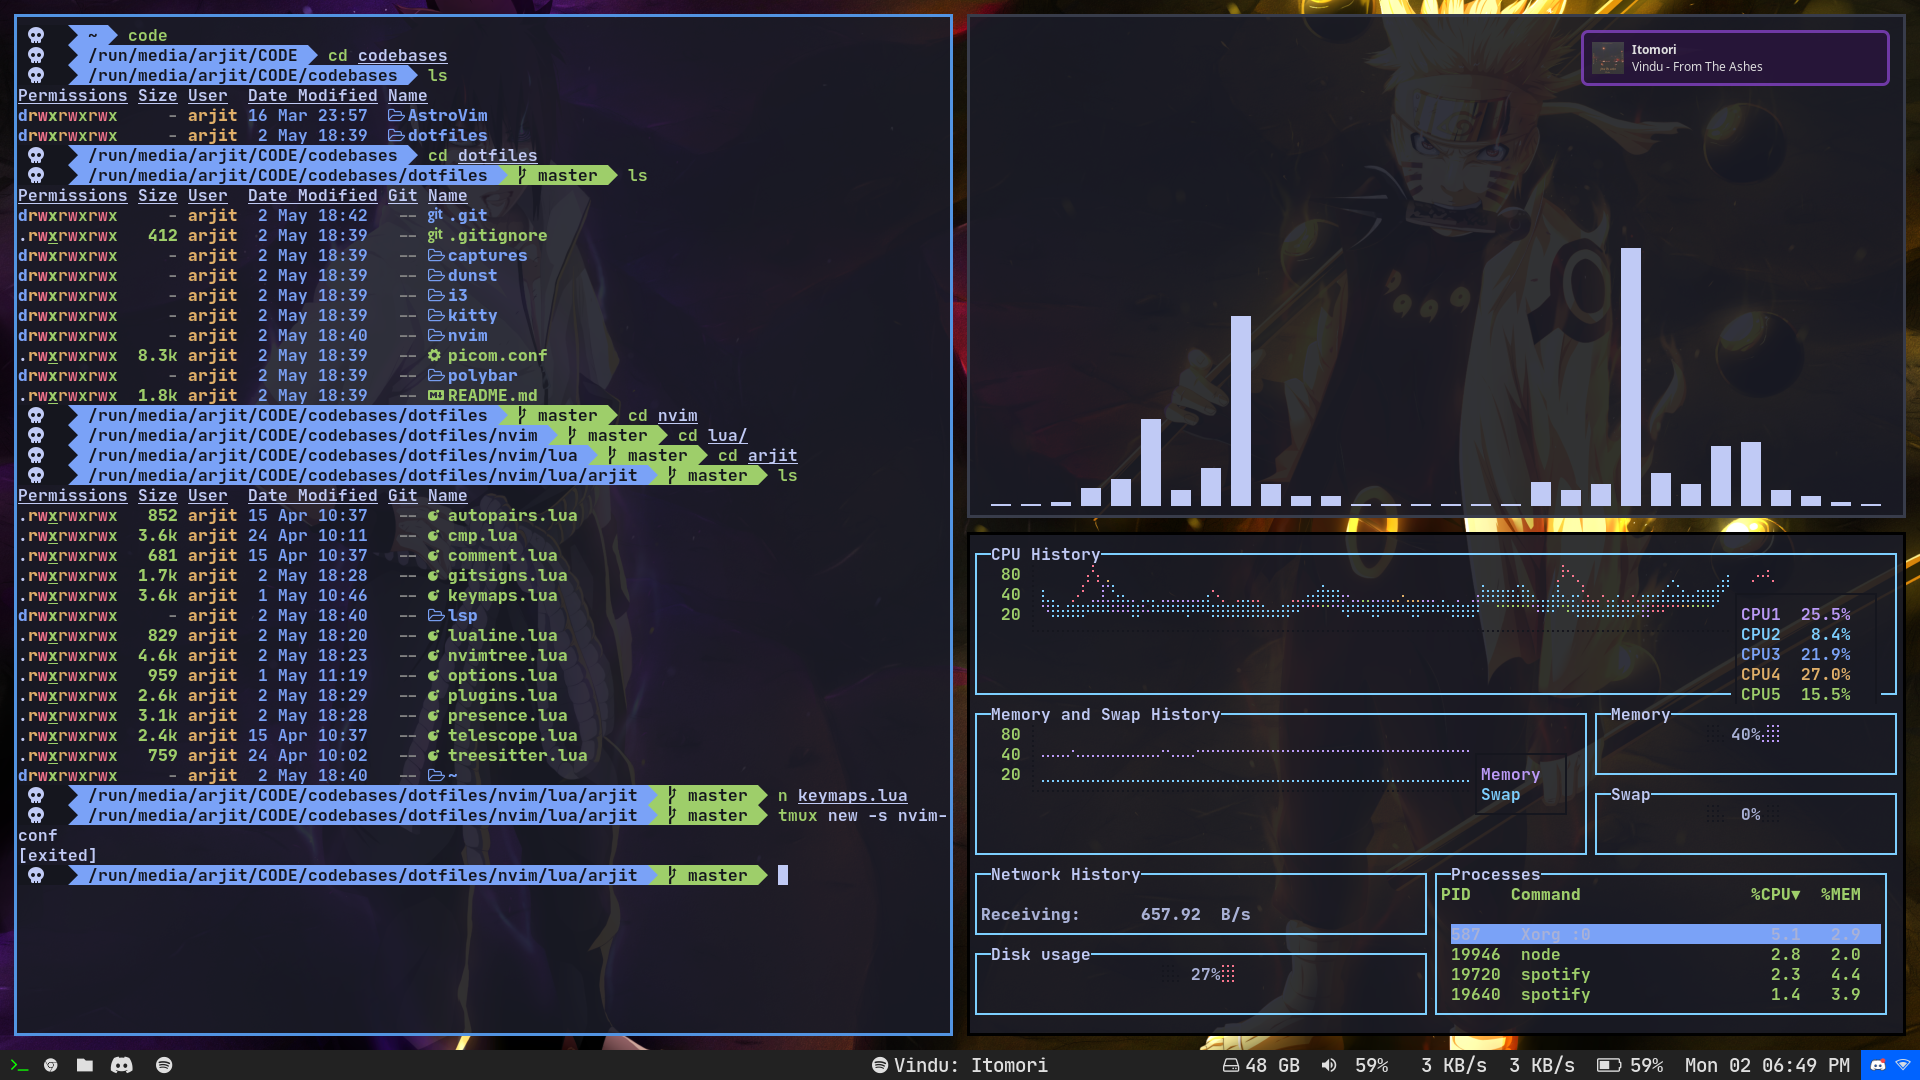 ~ code
/run/media/arjit/CODE cd codebases
/run/media/arjit/CODE/codebases ls
Permissions Size User Date Modified Name
drwxrwxrwx - arjit 16 Mar 23:57 AstroVim
drwxrwxrwx - arjit 2 May 18:39 dotfiles
/run/media/arjit/CODE/codebases cd dotfiles
/run/media/arjit/CODE/codebases/dotfiles master ls
Permissions Size User Date Modified Git Name
drwxrwxrwx - arjit 2 May 18:42 -- git .git
.rwxrwxrwx 412 arjit 2 May 18:39 -- git .gitignore
drwxrwxrwx - arjit 2 May 18:39 -- captures
drwxrwxrwx - arjit 2 May 18:39 -- dunst
drwxrwxrwx - arjit 2 May 18:39 -- i3
drwxrwxrwx - arjit 2 May 18:39 -- kitty
drwxrwxrwx - arjit 2 May 18:40 -- nvim
.rwxrwxrwx 8.3k arjit 2 May 18:39 -- picom.conf
drwxrwxrwx - arjit 2 May 18:39 -- polybar
.rwxrwxrwx 1.8k arjit 2 May 18:39 -- README.md
/run/media/arjit/CODE/codebases/dotfiles master cd nvim
/run/media/arjit/CODE/codebases/dotfiles/nvim master cd lua/
/run/media/arjit/CODE/codebases/dotfiles/nvim/lua master cd arjit
/run/media/arjit/CODE/codebases/dotfiles/nvim/lua/arjit master ls
Permissions Size User Date Modified Git Name
.rwxrwxrwx 852 arjit 15 Apr 10:37 -- autopairs.lua
.rwxrwxrwx 3.6k arjit 24 Apr 10:11 -- cmp.lua
.rwxrwxrwx 681 arjit 15 Apr 10:37 -- comment.lua
.rwxrwxrwx 1.7k arjit 2 May 18:28 -- gitsigns.lua
.rwxrwxrwx 3.6k arjit 1 May 10:46 -- keymaps.lua
drwxrwxrwx - arjit 2 May 18:40 -- lsp
.rwxrwxrwx 829 arjit 2 May 18:20 -- lualine.lua
.rwxrwxrwx 4.6k arjit 2 May 18:23 -- nvimtree.lua
.rwxrwxrwx 959 arjit 1 May 11:19 -- options.lua
.rwxrwxrwx 2.6k arjit 2 May 18:29 -- plugins.lua
.rwxrwxrwx 3.1k arjit 2 May 18:28 -- presence.lua
.rwxrwxrwx 2.4k arjit 15 Apr 10:37 -- telescope.lua
.rwxrwxrwx 759 arjit 24 Apr 10:02 -- treesitter.lua
drwxrwxrwx - arjit 2 May 18:40 -- ~
/run/media/arjit/CODE/codebases/dotfiles/nvim/lua/arjit master n keymaps.lua
/run/media/arjit/CODE/codebases/dotfiles/nvim/lua/arjit master tmux new -s nvim-
conf
[exited]
/run/media/arjit/CODE/codebases/dotfiles/nvim/lua/arjit master
Itomori
Vindu - From The Ashes
CPU History
80
40
20
CPU1 25.5%
CPU2 8.4%
CPU3 21.9%
CPU4 27.0%
CPU5 15.5%
Memory and Swap History
80
40
20
Memory
Swap
Memory
40%
Swap
0%
Network History
Receiving: 657.92 B/s
Disk usage
27%
Processes
PID Command %CPU▼ %MEM
587 Xorg :0 5.1 2.9
19946 node 2.8 2.0
19720 spotify 2.3 4.4
19640 spotify 1.4 3.9
>_ Vindu: Itomori 48 GB 59% 3 KB/s 3 KB/s 59% Mon 02 06:49 PM